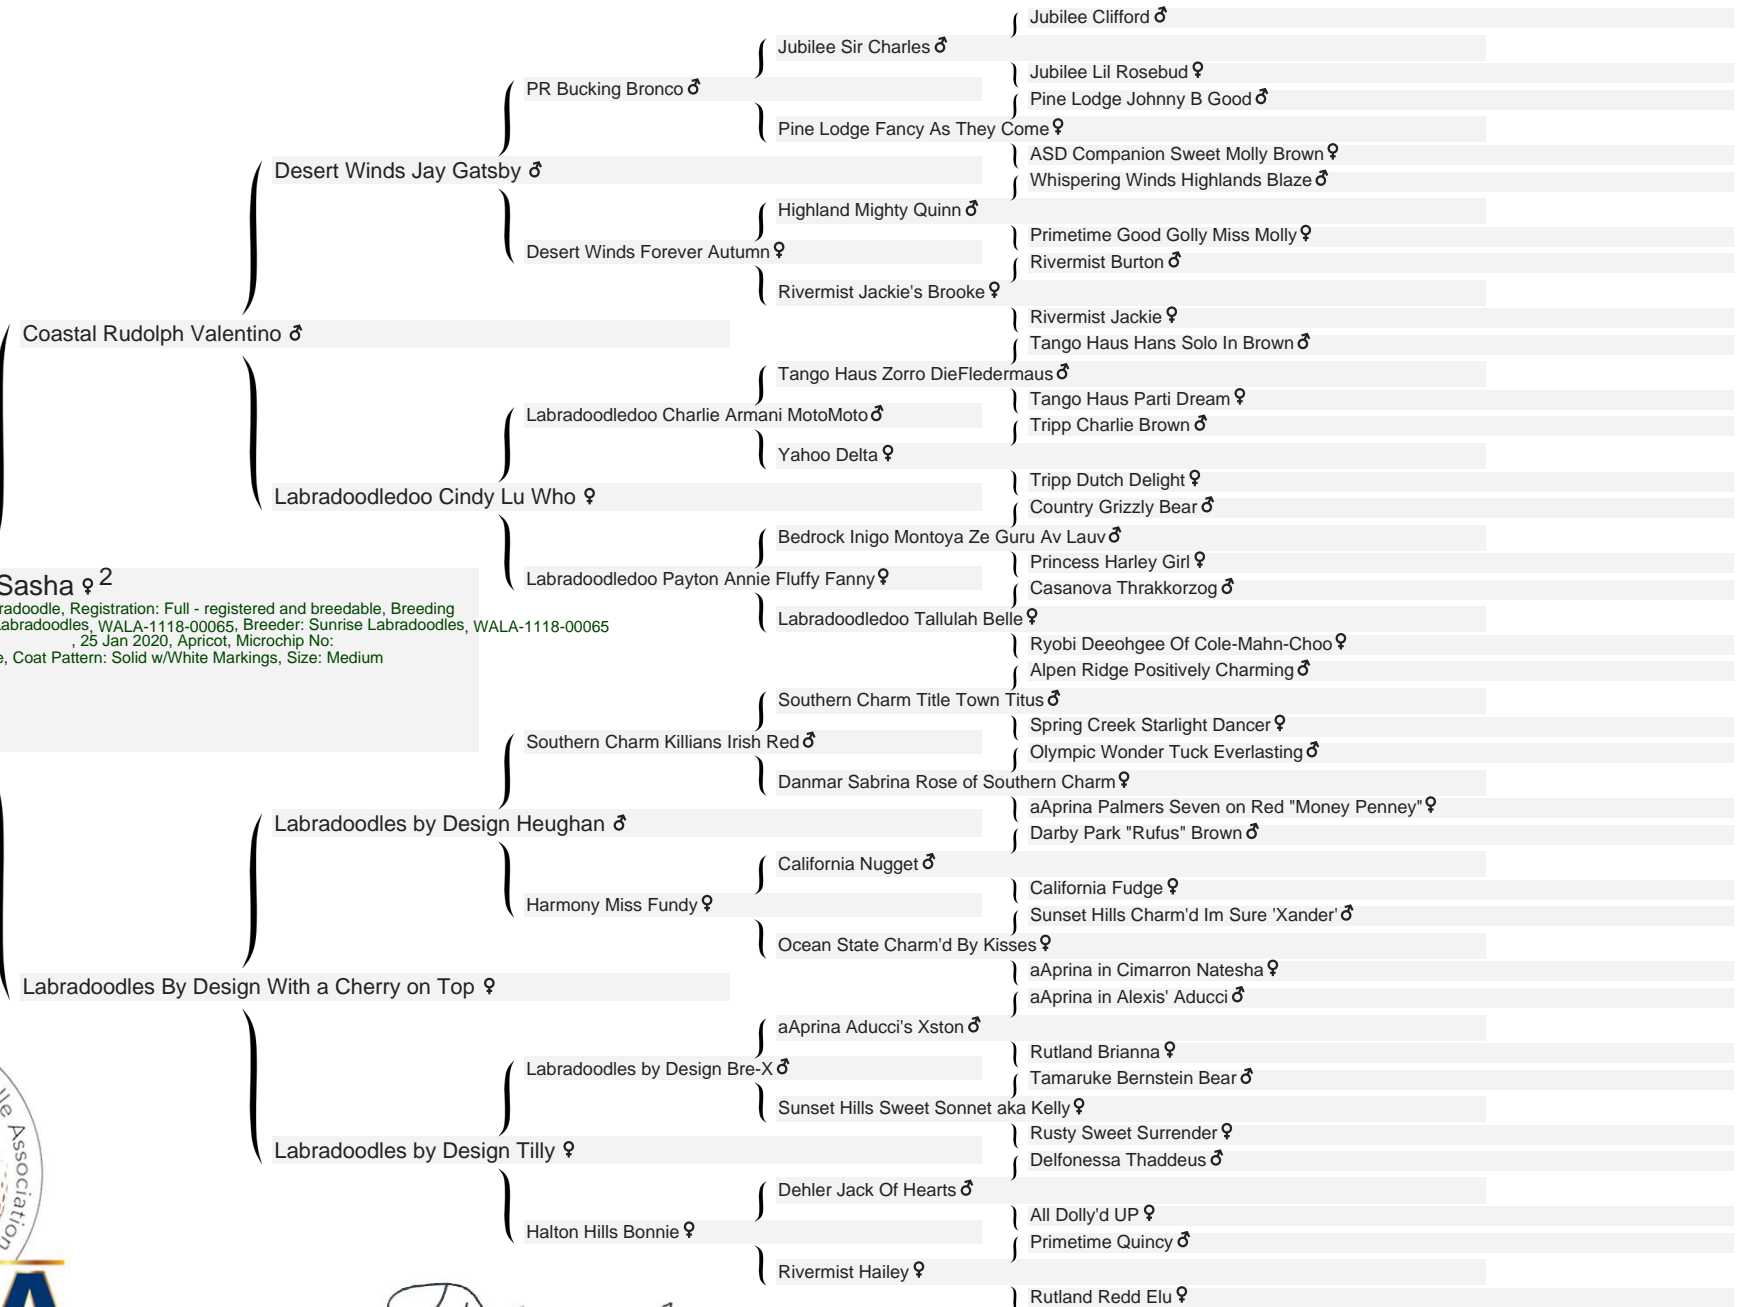 Jubilee Clifford ♂
Jubilee Sir Charles ♂
Jubilee Lil Rosebud ♀
PR Bucking Bronco ♂
Pine Lodge Johnny B Good ♂
Pine Lodge Fancy As They Come ♀
ASD Companion Sweet Molly Brown ♀
Desert Winds Jay Gatsby ♂
Whispering Winds Highlands Blaze ♂
Highland Mighty Quinn ♂
Primetime Good Golly Miss Molly ♀
Desert Winds Forever Autumn ♀
Rivermist Burton ♂
Rivermist Jackie's Brooke ♀
Rivermist Jackie ♀
Coastal Rudolph Valentino ♂
Tango Haus Hans Solo In Brown ♂
Tango Haus Zorro DieFledermaus ♂
Tango Haus Parti Dream ♀
Labradoodledoo Charlie Armani MotoMoto ♂
Tripp Charlie Brown ♂
Yahoo Delta ♀
Tripp Dutch Delight ♀
Labradoodledoo Cindy Lu Who ♀
Country Grizzly Bear ♂
Bedrock Inigo Montoya Ze Guru Av Lauv ♂
Princess Harley Girl ♀
Labradoodledoo Payton Annie Fluffy Fanny ♀
Casanova Thrakkorzog ♂
Labradoodledoo Tallulah Belle ♀
Ryobi Deeohgee Of Cole-Mahn-Choo ♀
Sasha ♀ 2
radoodle, Registration: Full - registered and breedable, Breeding
abradoodles, WALA-1118-00065, Breeder: Sunrise Labradoodles, WALA-1118-00065
, 25 Jan 2020, Apricot, Microchip No:
e, Coat Pattern: Solid w/White Markings, Size: Medium
Alpen Ridge Positively Charming ♂
Southern Charm Title Town Titus ♂
Spring Creek Starlight Dancer ♀
Southern Charm Killians Irish Red ♂
Olympic Wonder Tuck Everlasting ♂
Danmar Sabrina Rose of Southern Charm ♀
aAprina Palmers Seven on Red "Money Penney" ♀
Labradoodles by Design Heughan ♂
Darby Park "Rufus" Brown ♂
California Nugget ♂
California Fudge ♀
Harmony Miss Fundy ♀
Sunset Hills Charm'd Im Sure 'Xander' ♂
Ocean State Charm'd By Kisses ♀
aAprina in Cimarron Natesha ♀
Labradoodles By Design With a Cherry on Top ♀
aAprina in Alexis' Aducci ♂
aAprina Aducci's Xston ♂
Rutland Brianna ♀
Labradoodles by Design Bre-X ♂
Tamaruke Bernstein Bear ♂
Sunset Hills Sweet Sonnet aka Kelly ♀
Rusty Sweet Surrender ♀
Labradoodles by Design Tilly ♀
Delfonessa Thaddeus ♂
Dehler Jack Of Hearts ♂
All Dolly'd UP ♀
Halton Hills Bonnie ♀
Primetime Quincy ♂
Rivermist Hailey ♀
Rutland Redd Elu ♀
lle Association
A